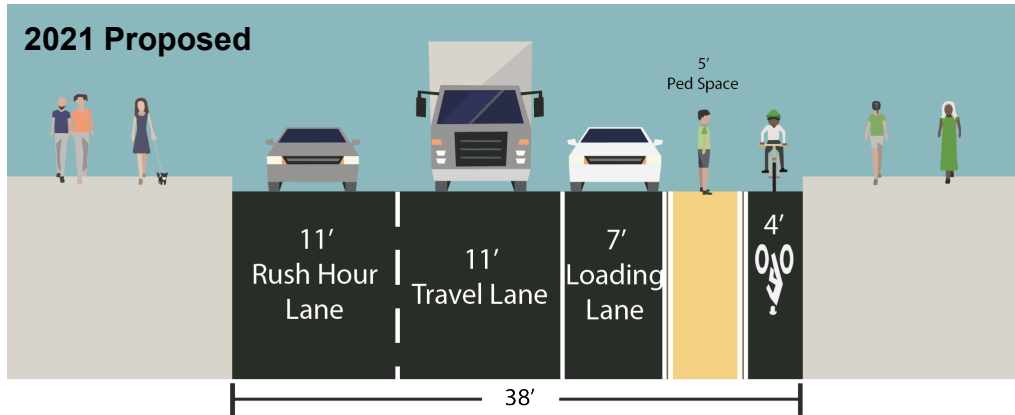 2021 Proposed
5’
Ped Space
11’
Rush Hour
Lane
11’
Travel Lane
7’
Loading
Lane
4’
38’